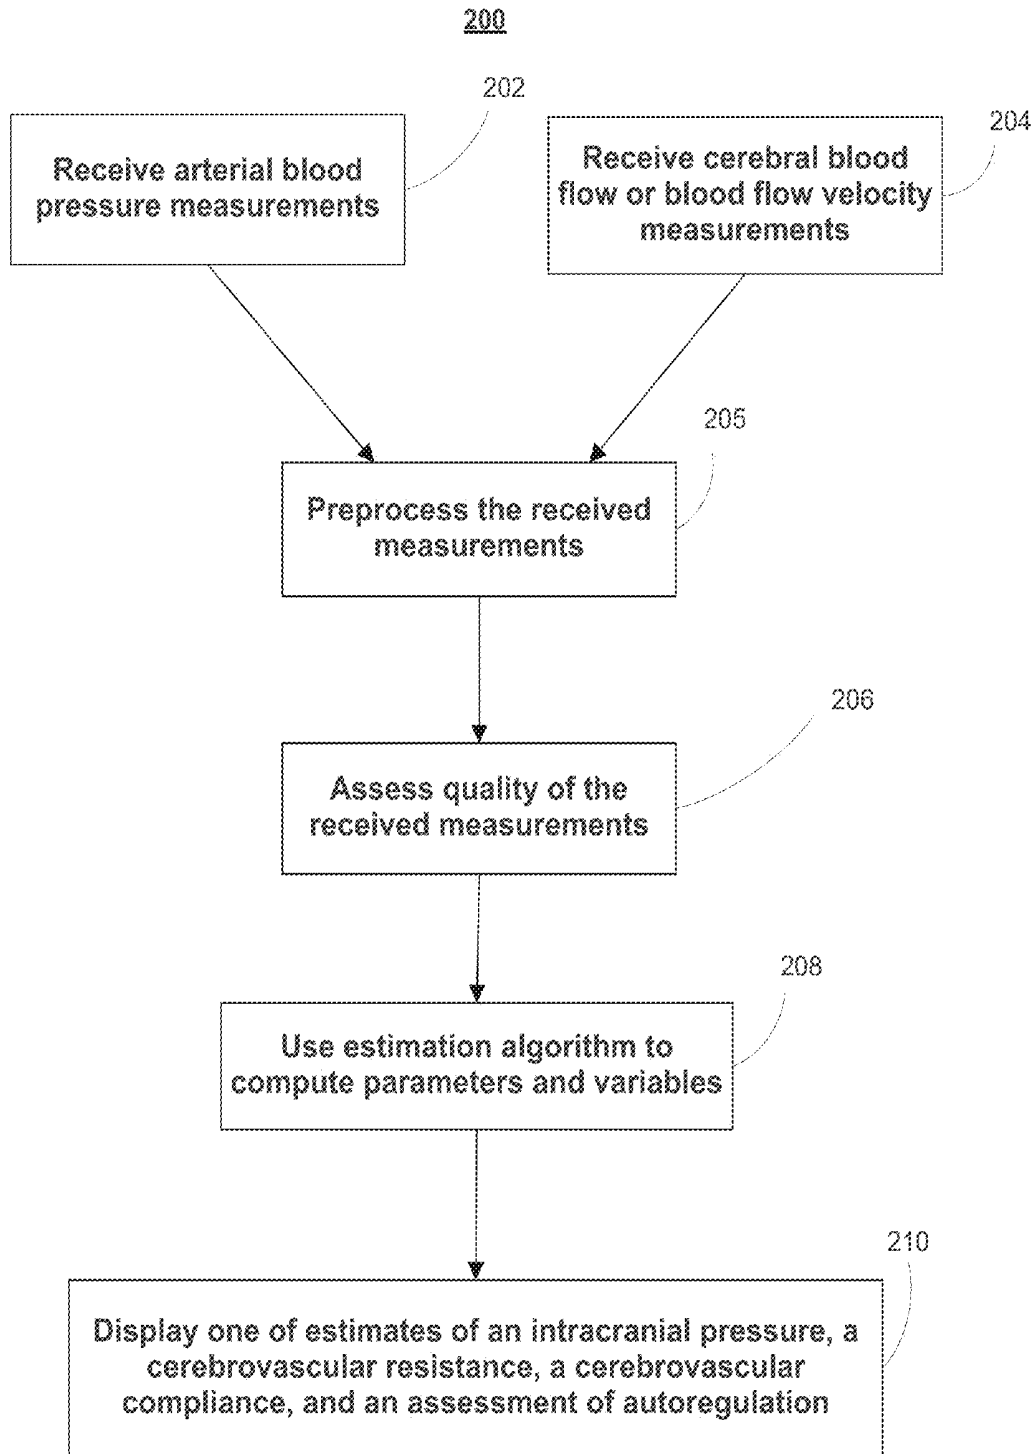 200
202
Receive arterial blood
pressure measurements
204
Receive cerebral blood
flow or blood flow velocity
measurements
205
Preprocess the received
measurements
206
Assess quality of the
received measurements
208
Use estimation algorithm to
compute parameters and variables
210
Display one of estimates of an intracranial pressure, a
cerebrovascular resistance, a cerebrovascular
compliance, and an assessment of autoregulation